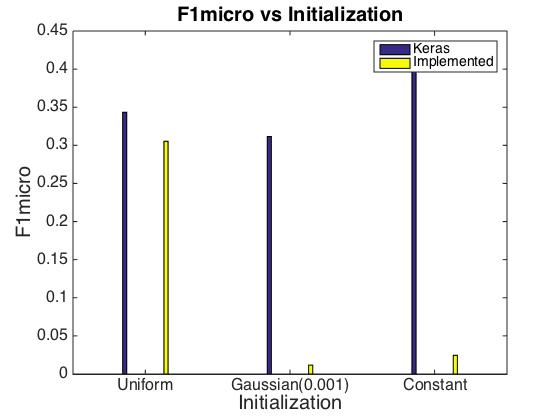 F1micro vs Initialization
Keras
Implemented
0.45
0.4
0.35
0.3
0.25
0.2
0.15
0.1
0.05
0
F1micro
Uniform Gaussian(0.001) Constant
Initialization